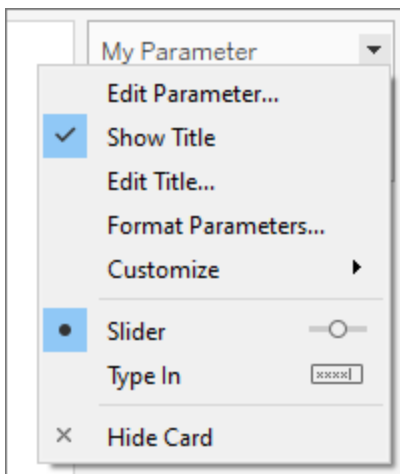 My Parameter
Edit Parameter...
Show Title
Edit Title...
Format Parameters...
Customize
Slider
Type In
xxxx
Hide Card